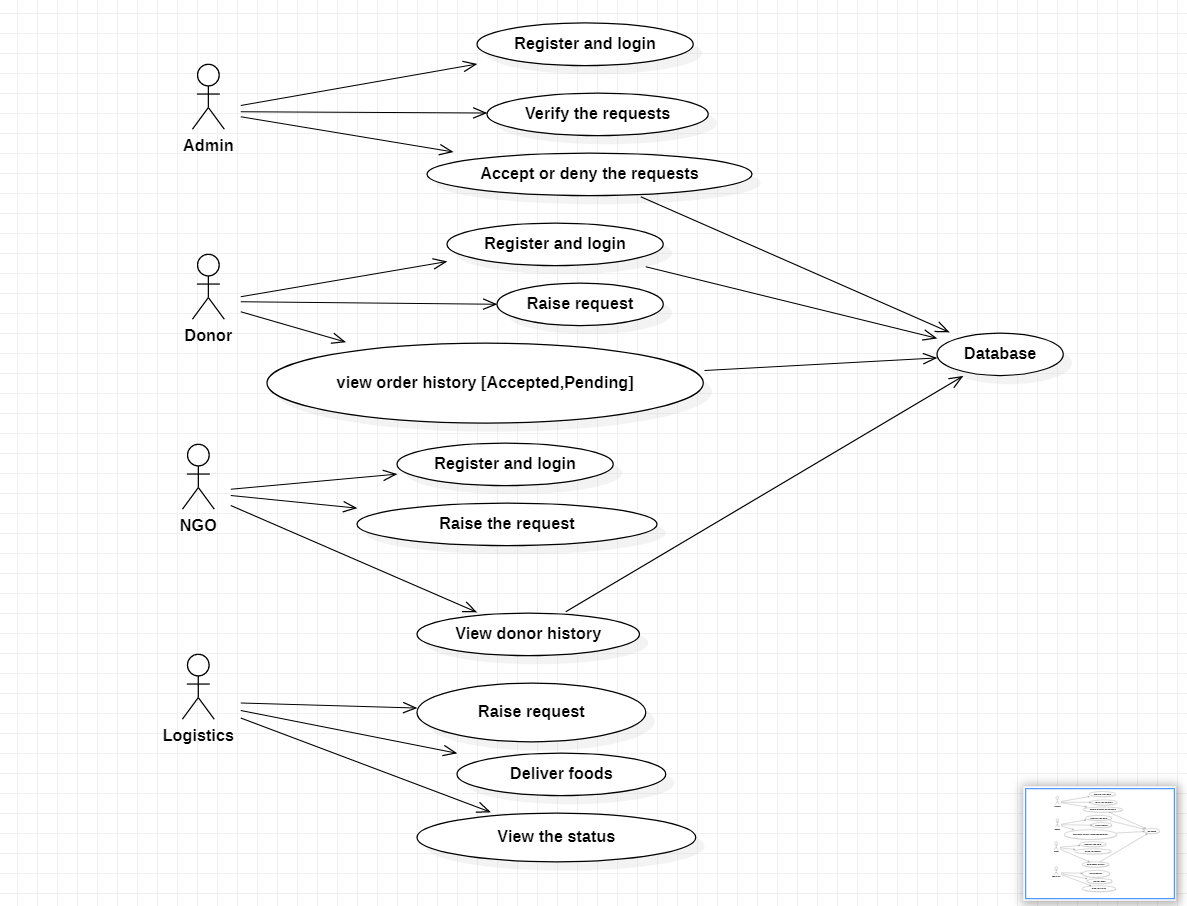 Register and login
Verify the requests
Admin
Accept or deny the requests
Register and login
Raise request
Donor
Database
view order history [Accepted,Pending]
Register and login
NGO
Raise the request
View donor history
Raise request
Logistics
Deliver foods
View the status